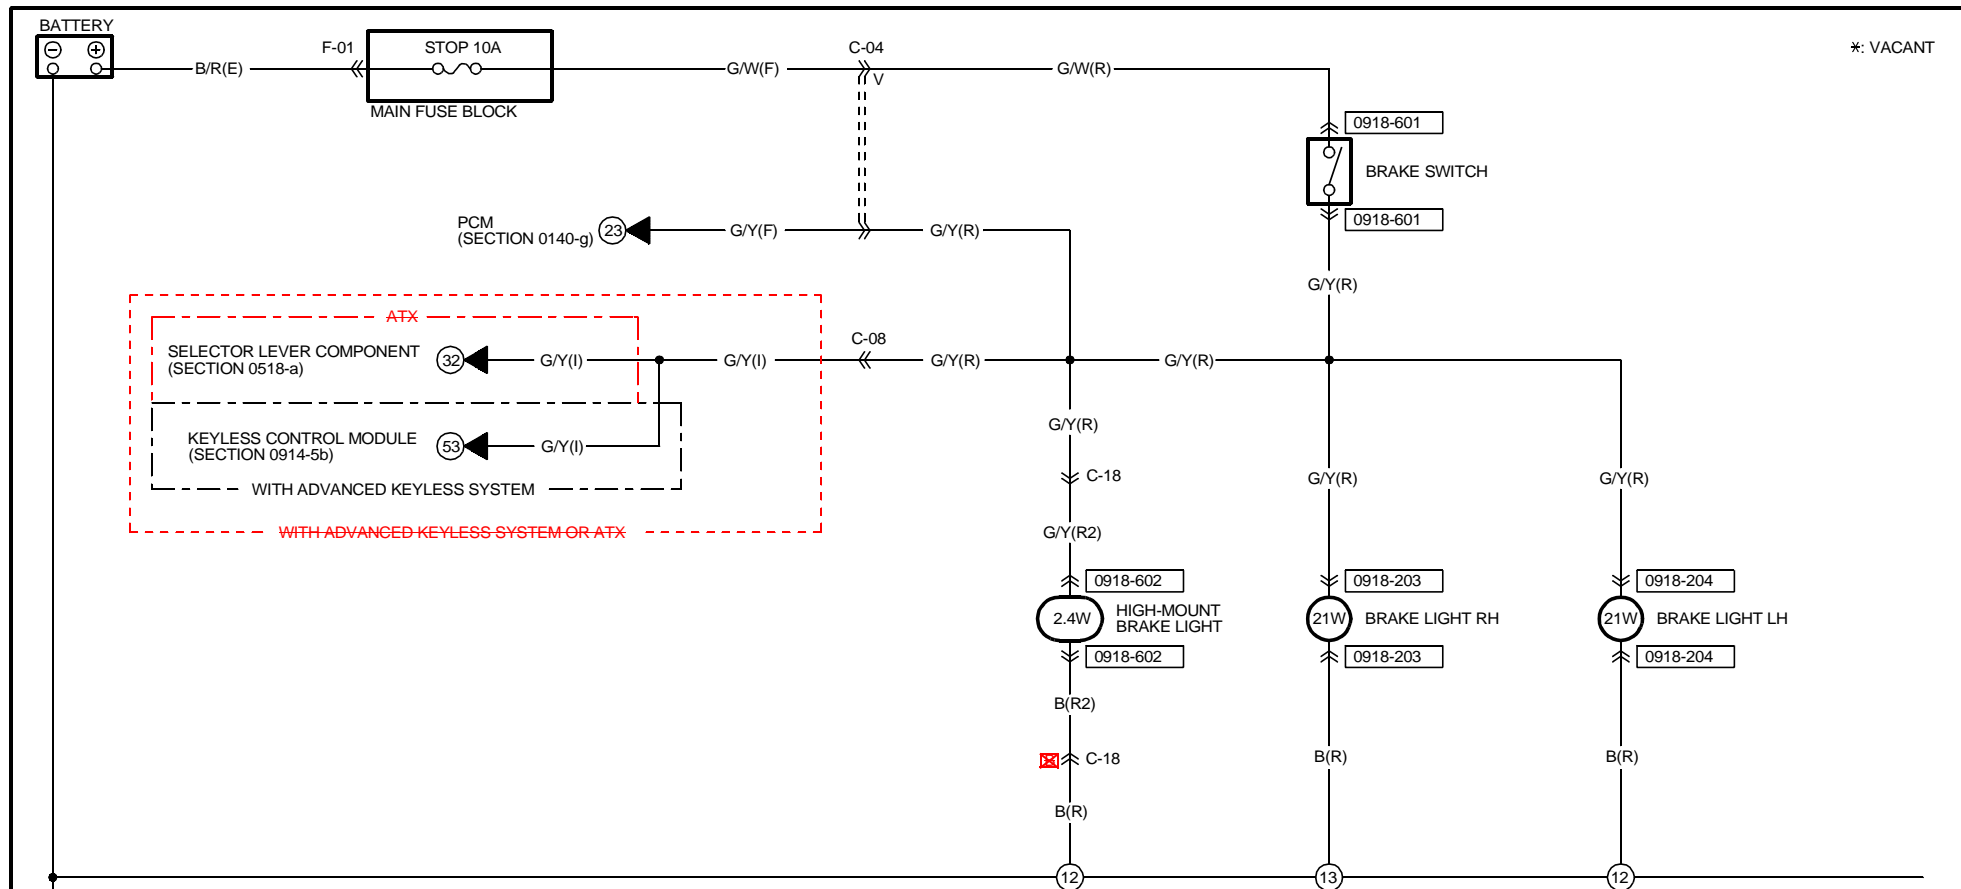 BATTERY
F-01
STOP 10A
C-04
*: VACANT
B/R(E)
G/W(F)
V
G/W(R)
MAIN FUSE BLOCK
0918-601
BRAKE SWITCH
0918-601
PCM
(SECTION 0140-g)
23
G/Y(F)
G/Y(R)
G/Y(R)
ATX
C-08
SELECTOR LEVER COMPONENT
(SECTION 0518-a)
32
G/Y(I)
G/Y(I)
G/Y(R)
G/Y(R)
KEYLESS CONTROL MODULE
(SECTION 0914-5b)
53
G/Y(I)
G/Y(R)
WITH ADVANCED KEYLESS SYSTEM
C-18
G/Y(R)
G/Y(R)
WITH ADVANCED KEYLESS SYSTEM OR ATX
G/Y(R2)
0918-602
0918-203
0918-204
2.4W
HIGH-MOUNT
BRAKE LIGHT
21W
BRAKE LIGHT RH
21W
BRAKE LIGHT LH
0918-602
0918-203
0918-204
B(R2)
C-18
B(R)
B(R)
B(R)
12
13
12